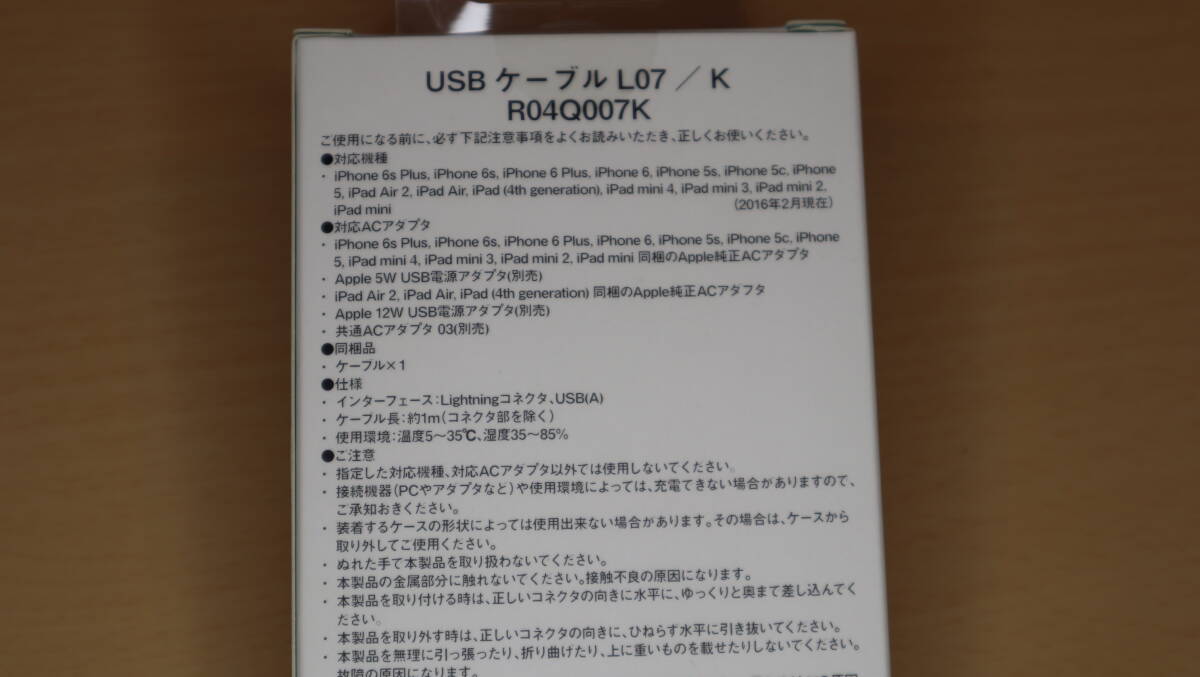 USB ケーブル L07 ／ K
R04Q007K
ご使用になる前に、必ず下記注意事項をよくお読みいただき、正しくお使いください。
●対応機種
・ iPhone 6s Plus, iPhone 6s, iPhone 6 Plus, iPhone 6, iPhone 5s, iPhone 5c, iPhone
5, iPad Air 2, iPad Air, iPad (4th generation), iPad mini 4, iPad mini 3, iPad mini 2,
iPad mini （2016年2月現在）
●対応ACアダプタ
・ iPhone 6s Plus, iPhone 6s, iPhone 6 Plus, iPhone 6, iPhone 5s, iPhone 5c, iPhone
5, iPad mini 4, iPad mini 3, iPad mini 2, iPad mini 同梱のApple純正ACアダプタ
・ Apple 5W USB電源アダプタ(別売)
・ iPad Air 2, iPad Air, iPad (4th generation) 同梱のApple純正ACアダプタ
・ Apple 12W USB電源アダプタ(別売)
・ 共通ACアダプタ 03(別売)
●同梱品
・ ケーブル×1
●仕様
・ インターフェース：Lightningコネクタ、USB(A)
・ ケーブル長：約1m（コネクタ部を除く）
・ 使用環境：温度5～35℃、湿度35～85%
●ご注意
・ 指定した対応機種、対応ACアダプタ以外では使用しないでください。
・ 接続機器（PCやアダプタなど）や使用環境によっては、充電できない場合がありますので、
ご承知おきください。
・ 装着するケースの形状によっては使用出来ない場合があります。その場合は、ケースから
取り外してご使用ください。
・ ぬれた手で本製品を取り扱わないでください。
・ 本製品の金属部分に触れないでください。接触不良の原因になります。
・ 本製品を取り付ける時は、正しいコネクタの向きに水平に、ゆっくりと奥まで差し込んでく
ださい。
・ 本製品を取り外す時は、正しいコネクタの向きに、ひねらず水平に引き抜いてください。
・ 本製品を無理に引っ張ったり、折り曲げたり、上に重いものを載せたりしないでください。
故障の原因になります。